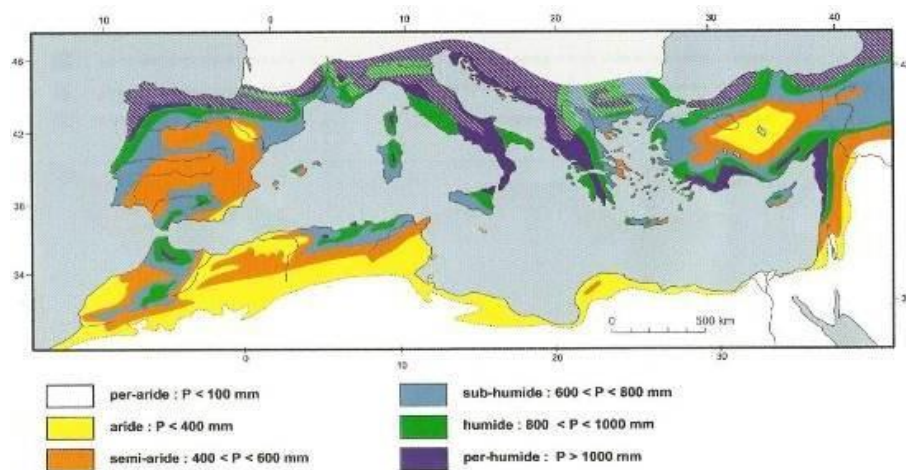 10 0 10 20 30 40
46
42
38
34
0 500 km
0 10 20 30
per-aride : P < 100 mm
aride : P < 400 mm
semi-aride : 400 < P < 600 mm
sub-humide : 600 < P < 800 mm
humide : 800 < P < 1000 mm
per-humide : P > 1000 mm